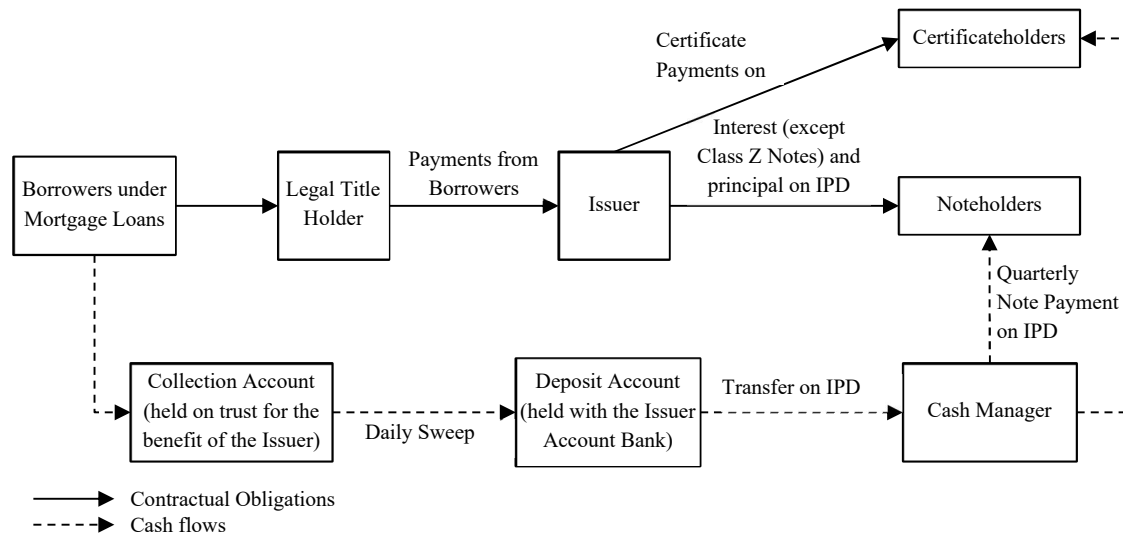 Certificate
Payments on
Certificateholders
Interest (except
Class Z Notes) and
principal on IPD
Borrowers under
Mortgage Loans
Legal Title
Holder
Payments from
Borrowers
Issuer
Noteholders
Quarterly
Note Payment
on IPD
Collection Account
(held on trust for the
benefit of the Issuer)
Daily Sweep
Deposit Account
(held with the Issuer
Account Bank)
Transfer on IPD
Cash Manager
Contractual Obligations
Cash flows